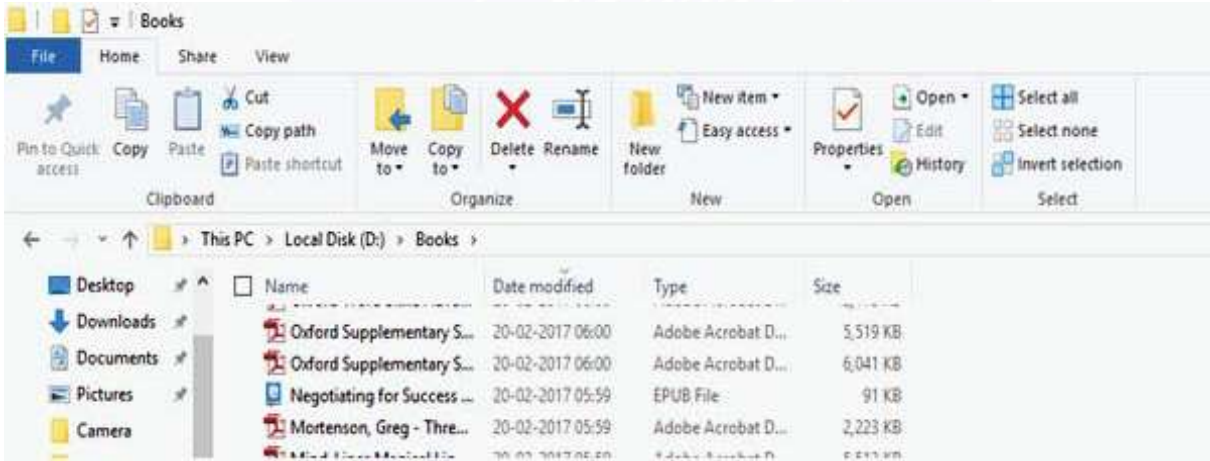 Books
File Home Share View
Pin to Quick access
Copy
Paste
Cut
Copy path
Paste shortcut
Clipboard
Move to
Copy to
Delete
Rename
Organize
New folder
New item
Easy access
New
Properties
Open
Edit
History
Open
Select all
Select none
Invert selection
Select
> This PC > Local Disk (D:) > Books >
Desktop
Downloads
Documents
Pictures
Camera
Name Date modified Type Size
Oxford Supplementary S... 20-02-2017 06:00 Adobe Acrobat D... 5,519 KB
Oxford Supplementary S... 20-02-2017 06:00 Adobe Acrobat D... 6,041 KB
Negotiating for Success ... 20-02-2017 05:59 EPUB File 91 KB
Mortenson, Greg - Thre... 20-02-2017 05:59 Adobe Acrobat D... 2,223 KB